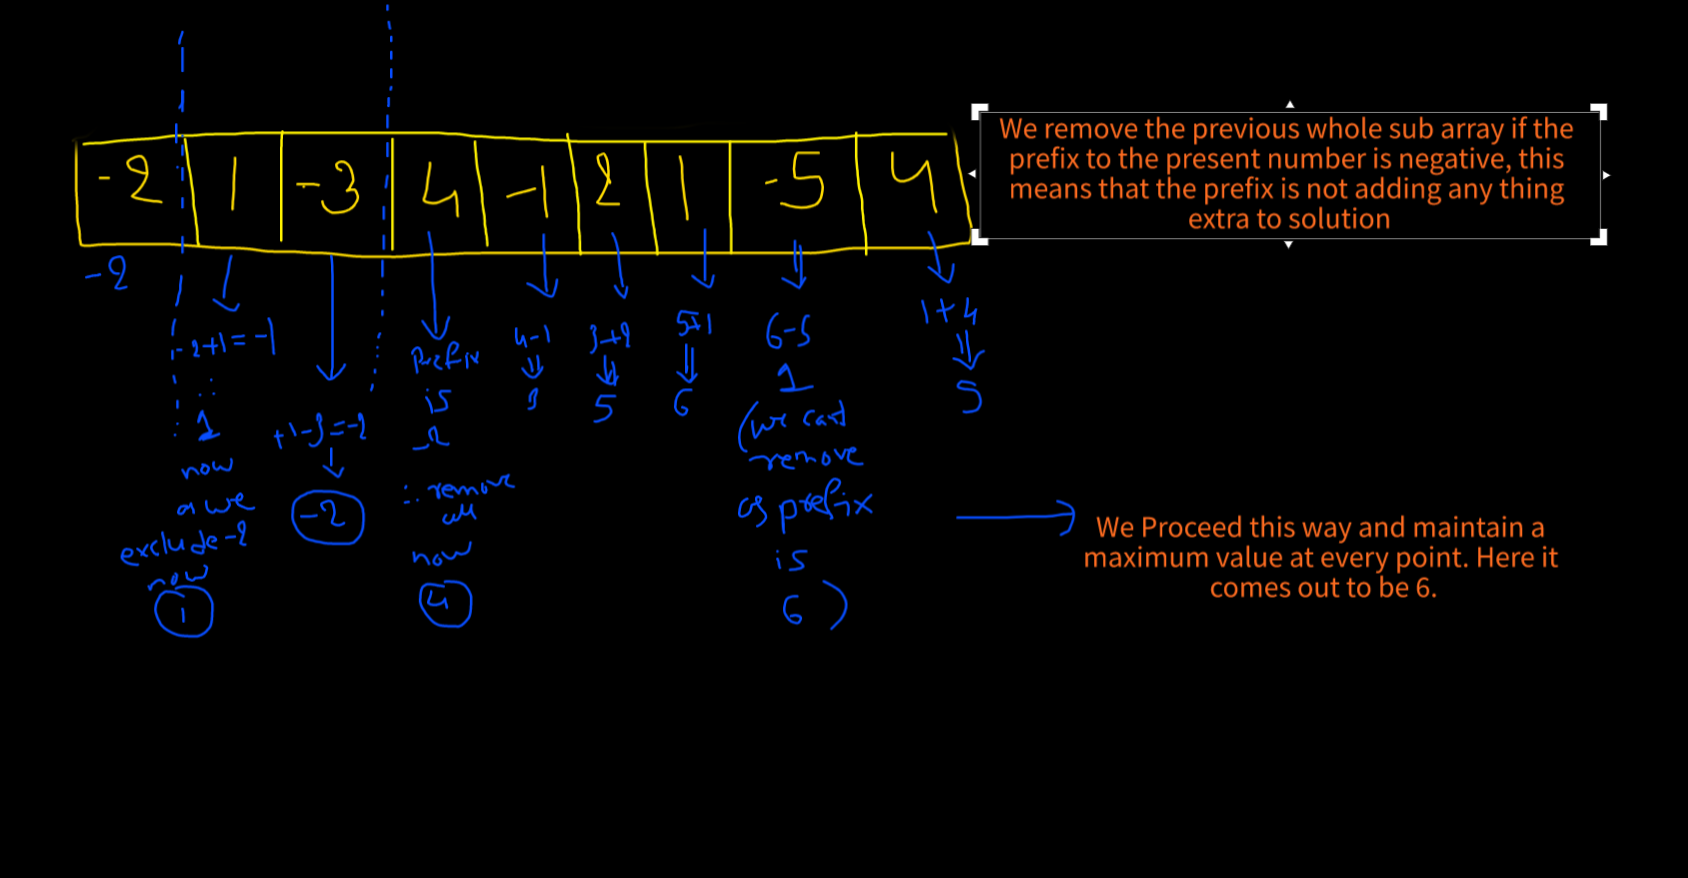 -2 1 -3 4 -1 2 1 -5 4
We remove the previous whole sub array if the
prefix to the present number is negative, this
means that the prefix is not adding any thing
extra to solution
-2
-2+1=-1
∴
1
now
as we
exclude -2
now
1
+1-3=-2
-2
Prefix
is
-2
∴ remove
all
now
4
4-1
3
3+2
5
5+1
6
6-5
1
(we cant
remove
as prefix
is
6)
1+4
5
We Proceed this way and maintain a
maximum value at every point. Here it
comes out to be 6.